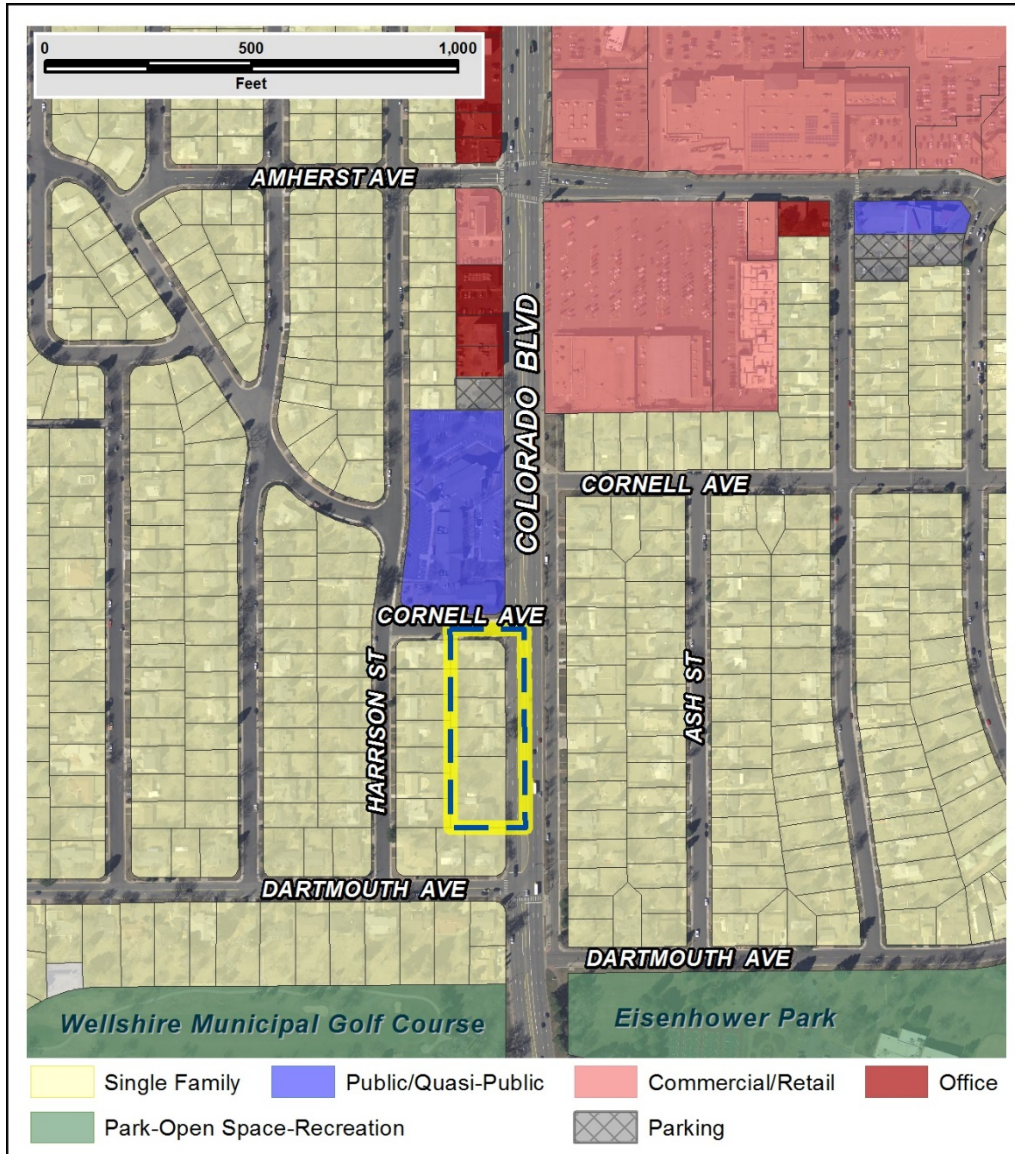 0 500 1,000
Feet
AMHERST AVE
COLORADO BLVD
CORNELL AVE
CORNELL AVE
HARRISON ST
ASH ST
DARTMOUTH AVE
DARTMOUTH AVE
Wellshire Municipal Golf Course
Eisenhower Park
Single Family
Public/Quasi-Public
Commercial/Retail
Office
Park-Open Space-Recreation
Parking